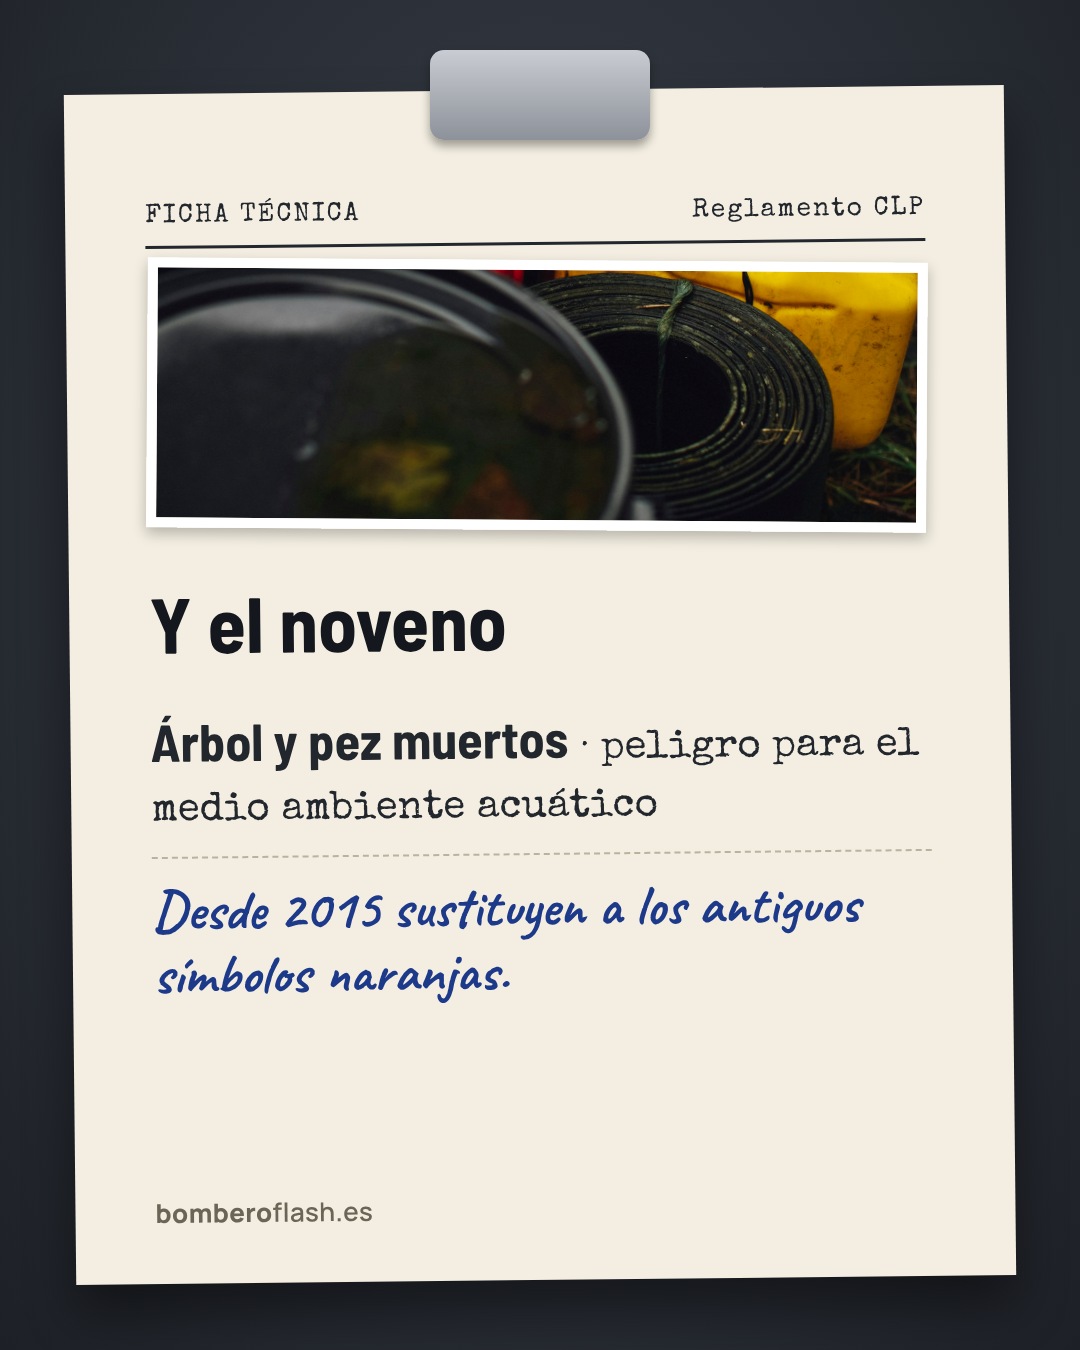 FICHA TÉCNICA
Reglamento CLP
Y el noveno
Árbol y pez muertos · peligro para el
medio ambiente acuático
Desde 2015 sustituyen a los antiguos
símbolos naranjas.
bomberoflash.es